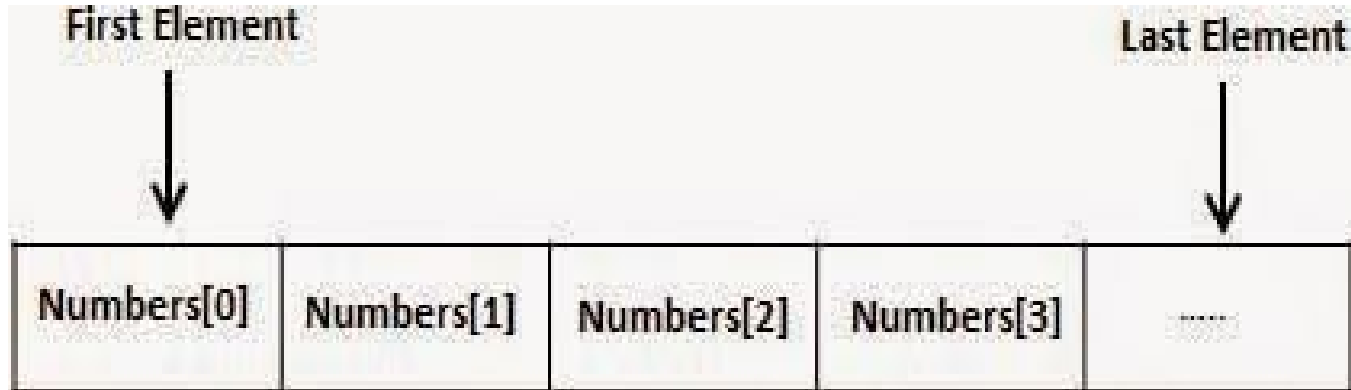 First Element
Last Element
Numbers[0] Numbers[1] Numbers[2] Numbers[3] ......